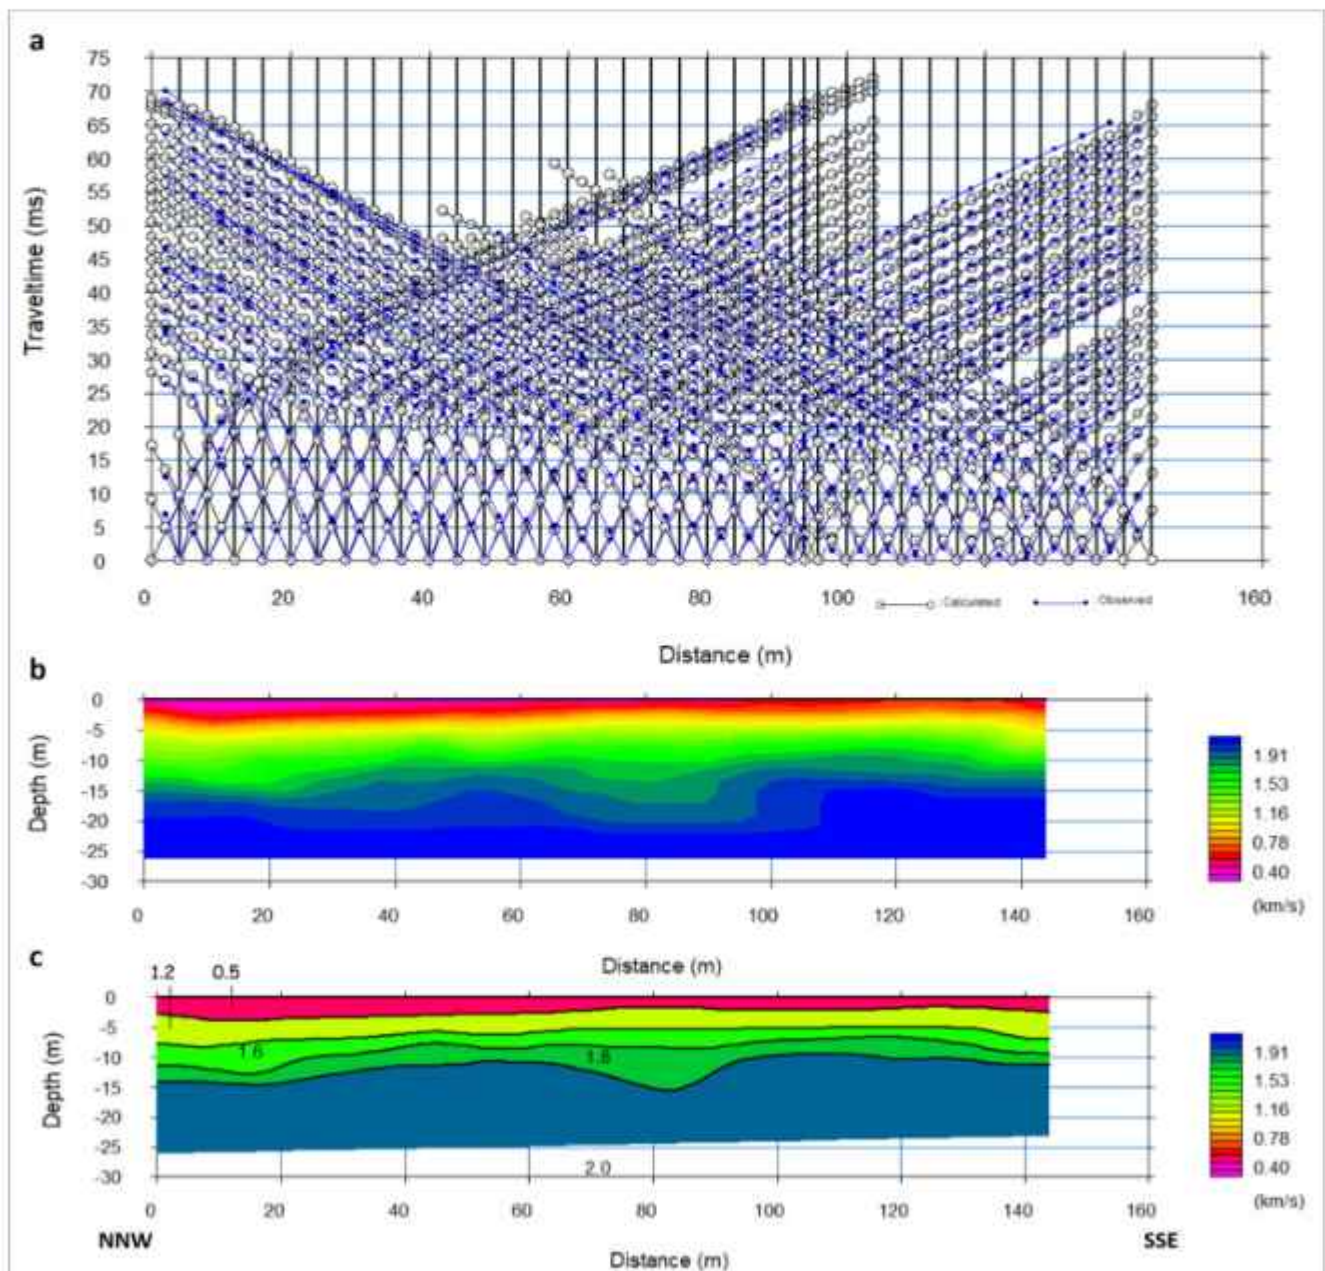 a
75
70
65
60
55
50
45
40
35
30
25
20
15
10
5
0
Traveltime (ms)
0 20 40 60 80 100 160
Calculated Observed
Distance (m)
b
0
-5
-10
-15
-20
-25
-30
Depth (m)
0 20 40 60 80 100 120 140 160
1.91
1.53
1.16
0.78
0.40
(km/s)
Distance (m)
c
1.2 0.5
0
-5
-10
-15
-20
-25
-30
Depth (m)
1.6 1.8
2.0
0 20 40 60 80 100 120 140 160
1.91
1.53
1.16
0.78
0.40
(km/s)
NNW SSE
Distance (m)